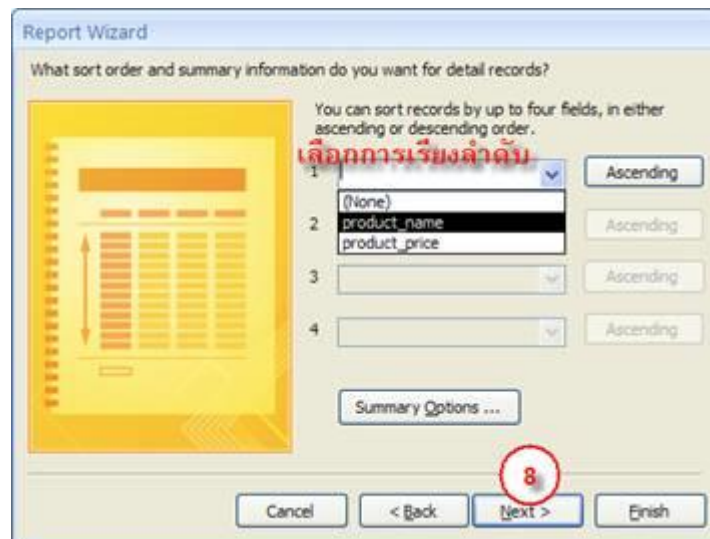 Report Wizard
What sort order and summary information do you want for detail records?
You can sort records by up to four fields, in either
ascending or descending order.
เลือกการเรียงลำดับ
1 Ascending
(None)
product_name
product_price
2 Ascending
3 Ascending
4 Ascending
Summary Options ...
8
Cancel < Back Next > Finish